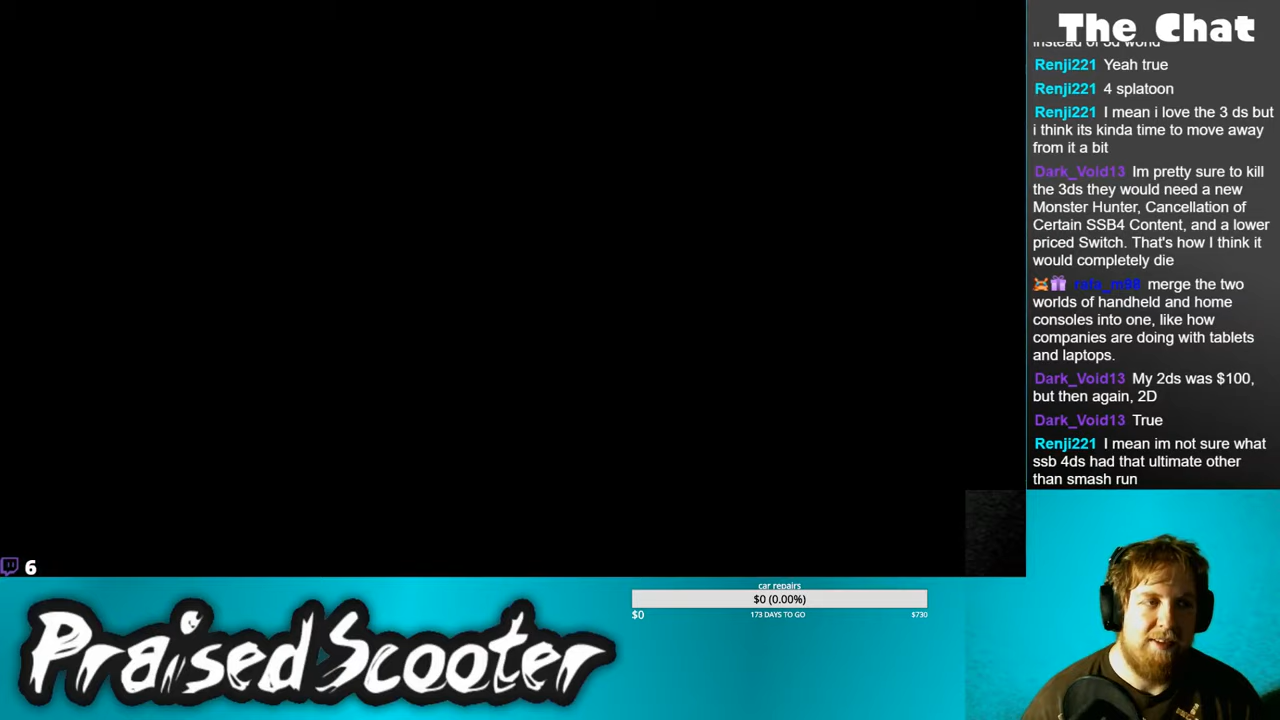 The Chat
instead of 3d world
Renji221 Yeah true
Renji221 4 splatoon
Renji221 I mean i love the 3 ds but
i think its kinda time to move away
from it a bit
Dark_Void13 Im pretty sure to kill
the 3ds they would need a new
Monster Hunter, Cancellation of
Certain SSB4 Content, and a lower
priced Switch. That's how I think it
would completely die
rata_m98 merge the two
worlds of handheld and home
consoles into one, like how
companies are doing with tablets
and laptops.
Dark_Void13 My 2ds was $100,
but then again, 2D
Dark_Void13 True
Renji221 I mean im not sure what
ssb 4ds had that ultimate other
than smash run
6
car repairs
$0 (0.00%)
$0 173 DAYS TO GO $730
PraisedScooter